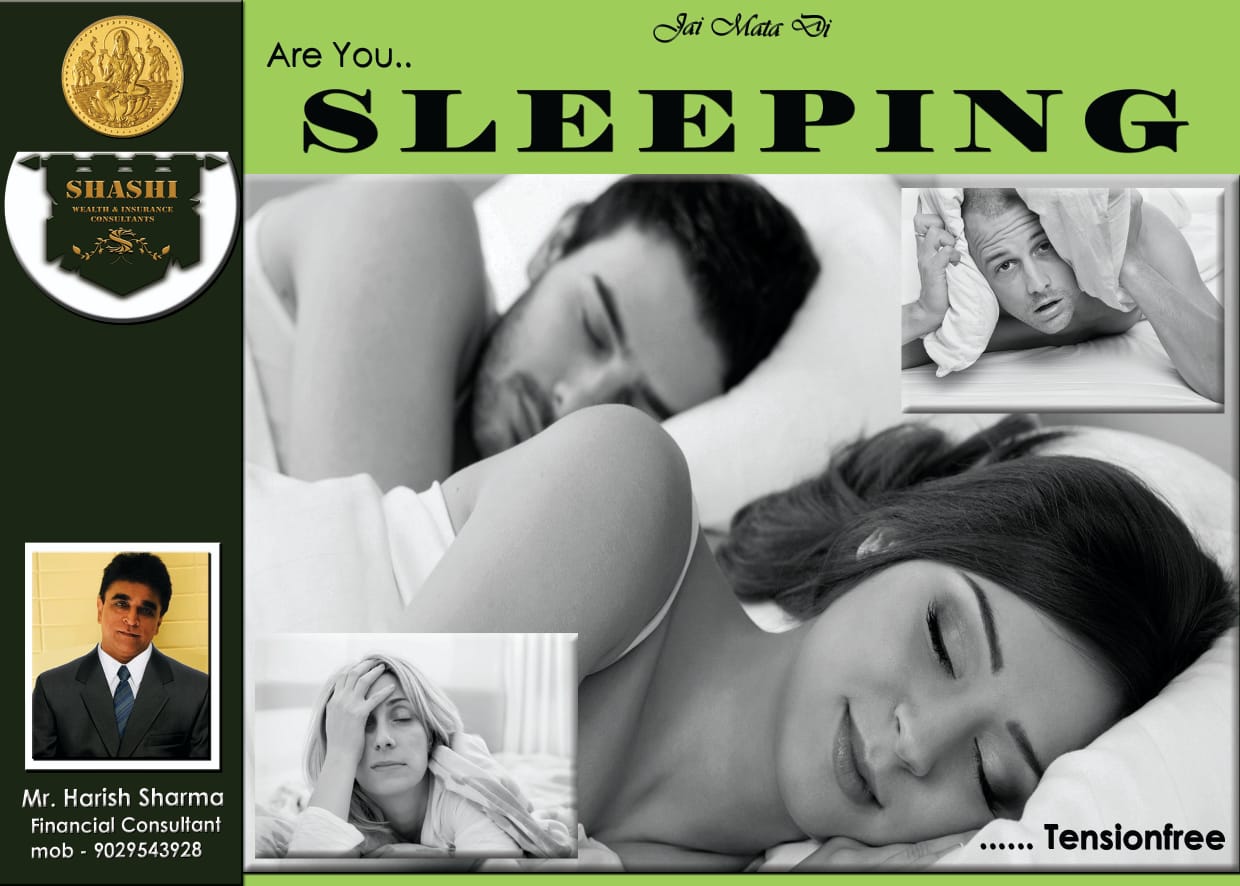 Jai Mata Di
Are You..
SLEEPING
SHASHI
WEALTH & INSURANCE
CONSULTANTS
...... Tensionfree
Mr. Harish Sharma
Financial Consultant
mob - 9029543928